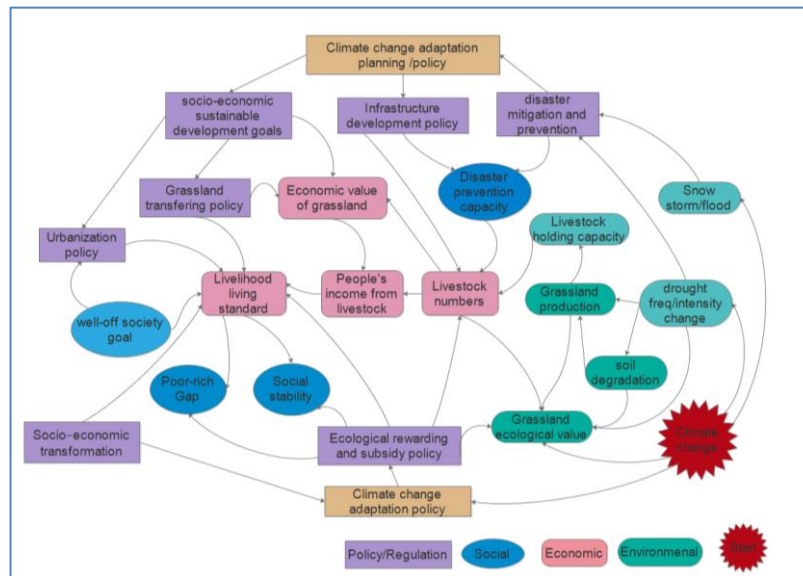 Climate change adaptation
planning /policy
socio-economic
sustainable
development goals
Infrastructure
development policy
disaster
mitigation and
prevention
Grassland
transfering policy
Economic value
of grassland
Disaster
prevention
capacity
Snow
storm/flood
Urbanization
policy
Livestock
holding capacity
Livelihood
living
standard
People's
income from
livestock
Livestock
numbers
Grassland
production
drought
freq/intensity
change
well-off society
goal
soil
degradation
Poor-rich
Gap
Social
stability
Socio–economic
transformation
Ecological rewarding
and subsidy policy
Grassland
ecological value
Climate
change
Climate change
adaptation policy
Policy/Regulation
Social
Economic
Environmenal
Start